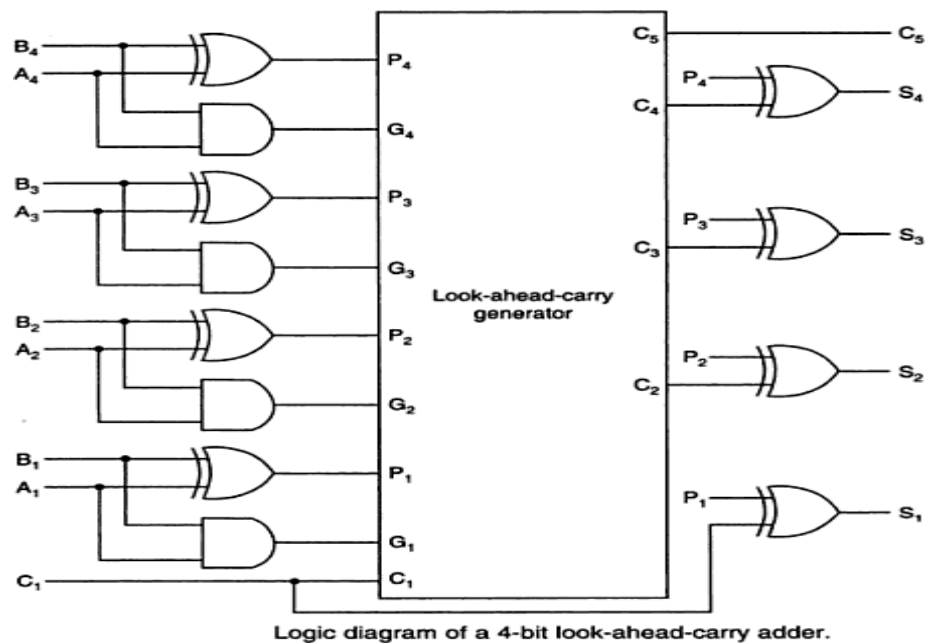 B₄
A₄
P₄
G₄
B₃
A₃
P₃
G₃
B₂
A₂
P₂
G₂
B₁
A₁
P₁
G₁
C₁
C₁
Look-ahead-carry
generator
C₅
C₅
P₄
C₄
S₄
P₃
C₃
S₃
P₂
C₂
S₂
P₁
S₁
Logic diagram of a 4-bit look-ahead-carry adder.